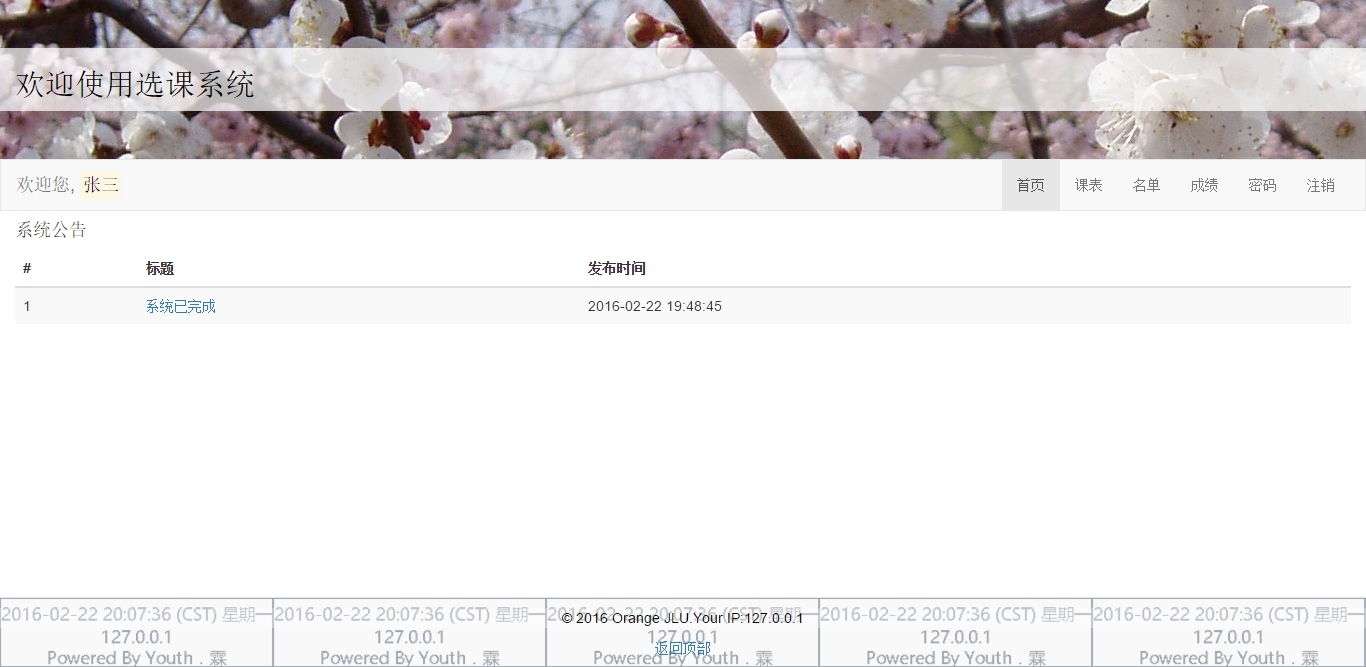 欢迎使用选课系统
欢迎您, 张三 首页 课表 名单 成绩 密码 注销
系统公告
# 标题 发布时间
1 系统已完成 2016-02-22 19:48:45
2016-02-22 20:07:36 (CST) 星期一 2016-02-22 20:07:36 (CST) 星期一 2016-02-22 20:07:36 (CST) 星期一 2016-02-22 20:07:36 (CST) 星期一 2016-02-22 20:07:36 (CST) 星期一
© 2016 Orange JLU.Your IP:127.0.0.1
127.0.0.1 127.0.0.1 127.0.0.1 127.0.0.1 127.0.0.1
返回顶部
Powered By Youth . 霖 Powered By Youth . 霖 Powered By Youth . 霖 Powered By Youth . 霖 Powered By Youth . 霖